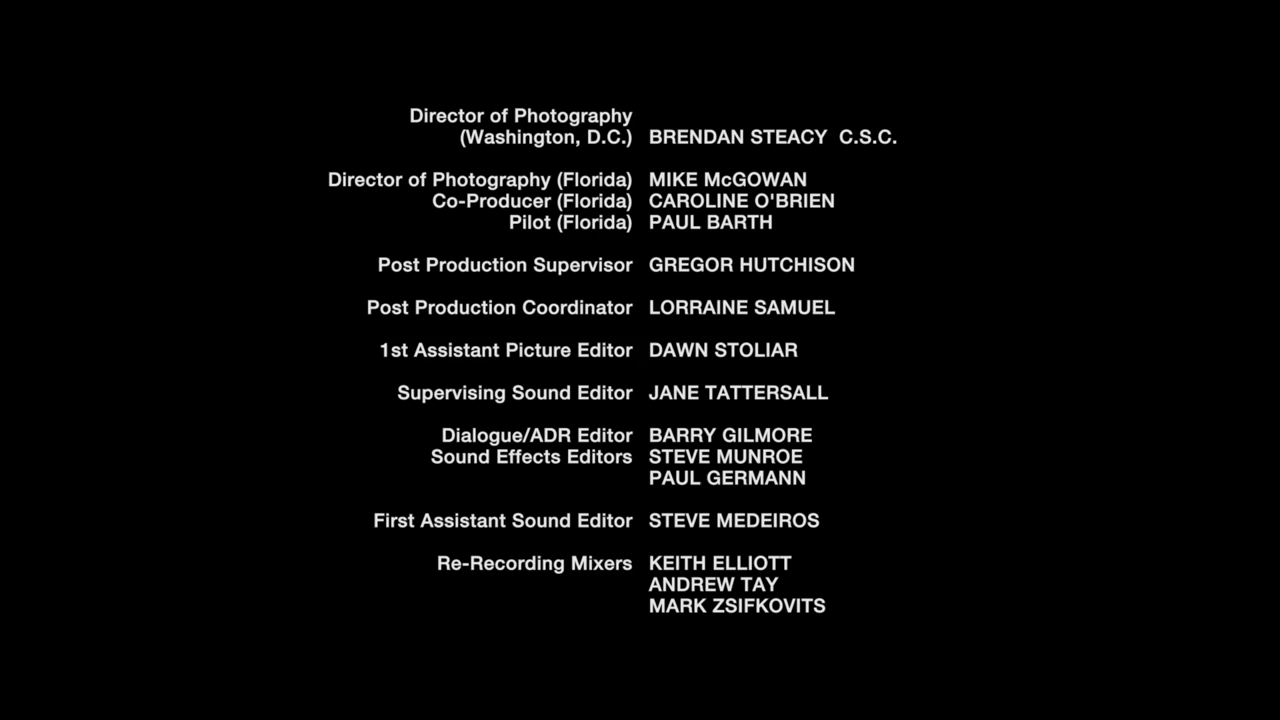 Director of Photography
(Washington, D.C.) BRENDAN STEACY C.S.C.
Director of Photography (Florida) MIKE McGOWAN
Co-Producer (Florida) CAROLINE O'BRIEN
Pilot (Florida) PAUL BARTH
Post Production Supervisor GREGOR HUTCHISON
Post Production Coordinator LORRAINE SAMUEL
1st Assistant Picture Editor DAWN STOLIAR
Supervising Sound Editor JANE TATTERSALL
Dialogue/ADR Editor BARRY GILMORE
Sound Effects Editors STEVE MUNROE
PAUL GERMANN
First Assistant Sound Editor STEVE MEDEIROS
Re-Recording Mixers KEITH ELLIOTT
ANDREW TAY
MARK ZSIFKOVITS